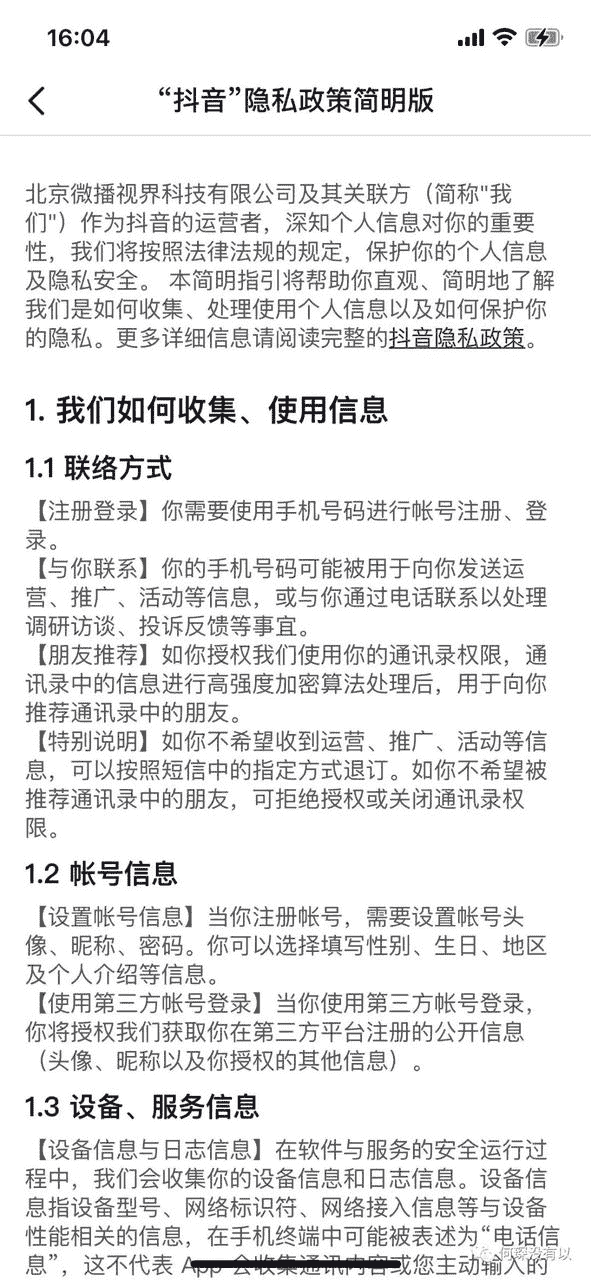 16:04
“抖音”隐私政策简明版
北京微播视界科技有限公司及其关联方（简称"我
们"）作为抖音的运营者，深知个人信息对你的重要
性，我们将按照法律法规的规定，保护你的个人信息
及隐私安全。 本简明指引将帮助你直观、简明地了解
我们是如何收集、处理使用个人信息以及如何保护你
的隐私。更多详细信息请阅读完整的抖音隐私政策。
1. 我们如何收集、使用信息
1.1 联络方式
【注册登录】你需要使用手机号码进行帐号注册、登
录。
【与你联系】你的手机号码可能被用于向你发送运
营、推广、活动等信息，或与你通过电话联系以处理
调研访谈、投诉反馈等事宜。
【朋友推荐】如你授权我们使用你的通讯录权限，通
讯录中的信息进行高强度加密算法处理后，用于向你
推荐通讯录中的朋友。
【特别说明】如你不希望收到运营、推广、活动等信
息，可以按照短信中的指定方式退订。如你不希望被
推荐通讯录中的朋友，可拒绝授权或关闭通讯录权
限。
1.2 帐号信息
【设置帐号信息】当你注册帐号，需要设置帐号头
像、昵称、密码。你可以选择填写性别、生日、地区
及个人介绍等信息。
【使用第三方帐号登录】当你使用第三方帐号登录，
你将授权我们获取你在第三方平台注册的公开信息
（头像、昵称以及你授权的其他信息）。
1.3 设备、服务信息
【设备信息与日志信息】在软件与服务的安全运行过
程中，我们会收集你的设备信息和日志信息。设备信
息指设备型号、网络标识符、网络接入信息等与设备
性能相关的信息，在手机终端中可能被表述为“电话信
息”，这不代表 App 会收集通讯内容或您主动输入的
何琛没有以